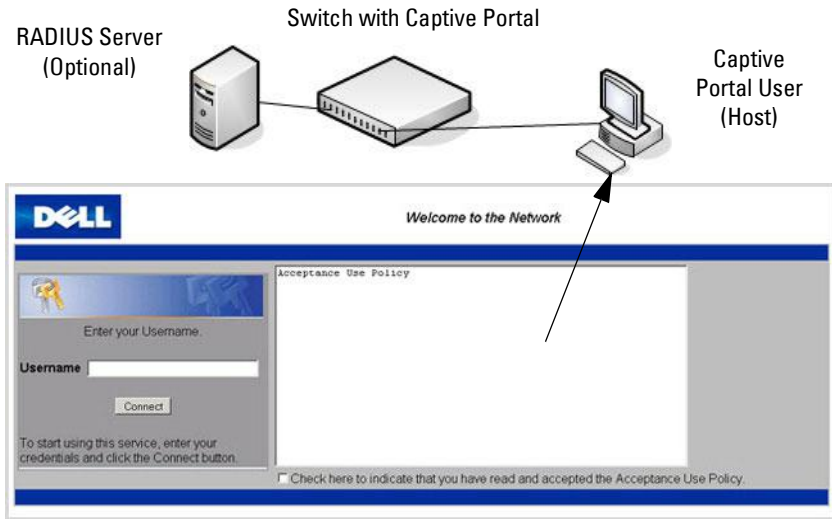 Switch with Captive Portal
RADIUS Server
(Optional)
Captive
Portal User
(Host)
DELL
Welcome to the Network
Acceptance Use Policy
Enter your Username.
Username
Connect
To start using this service, enter your
credentials and click the Connect button.
Check here to indicate that you have read and accepted the Acceptance Use Policy.